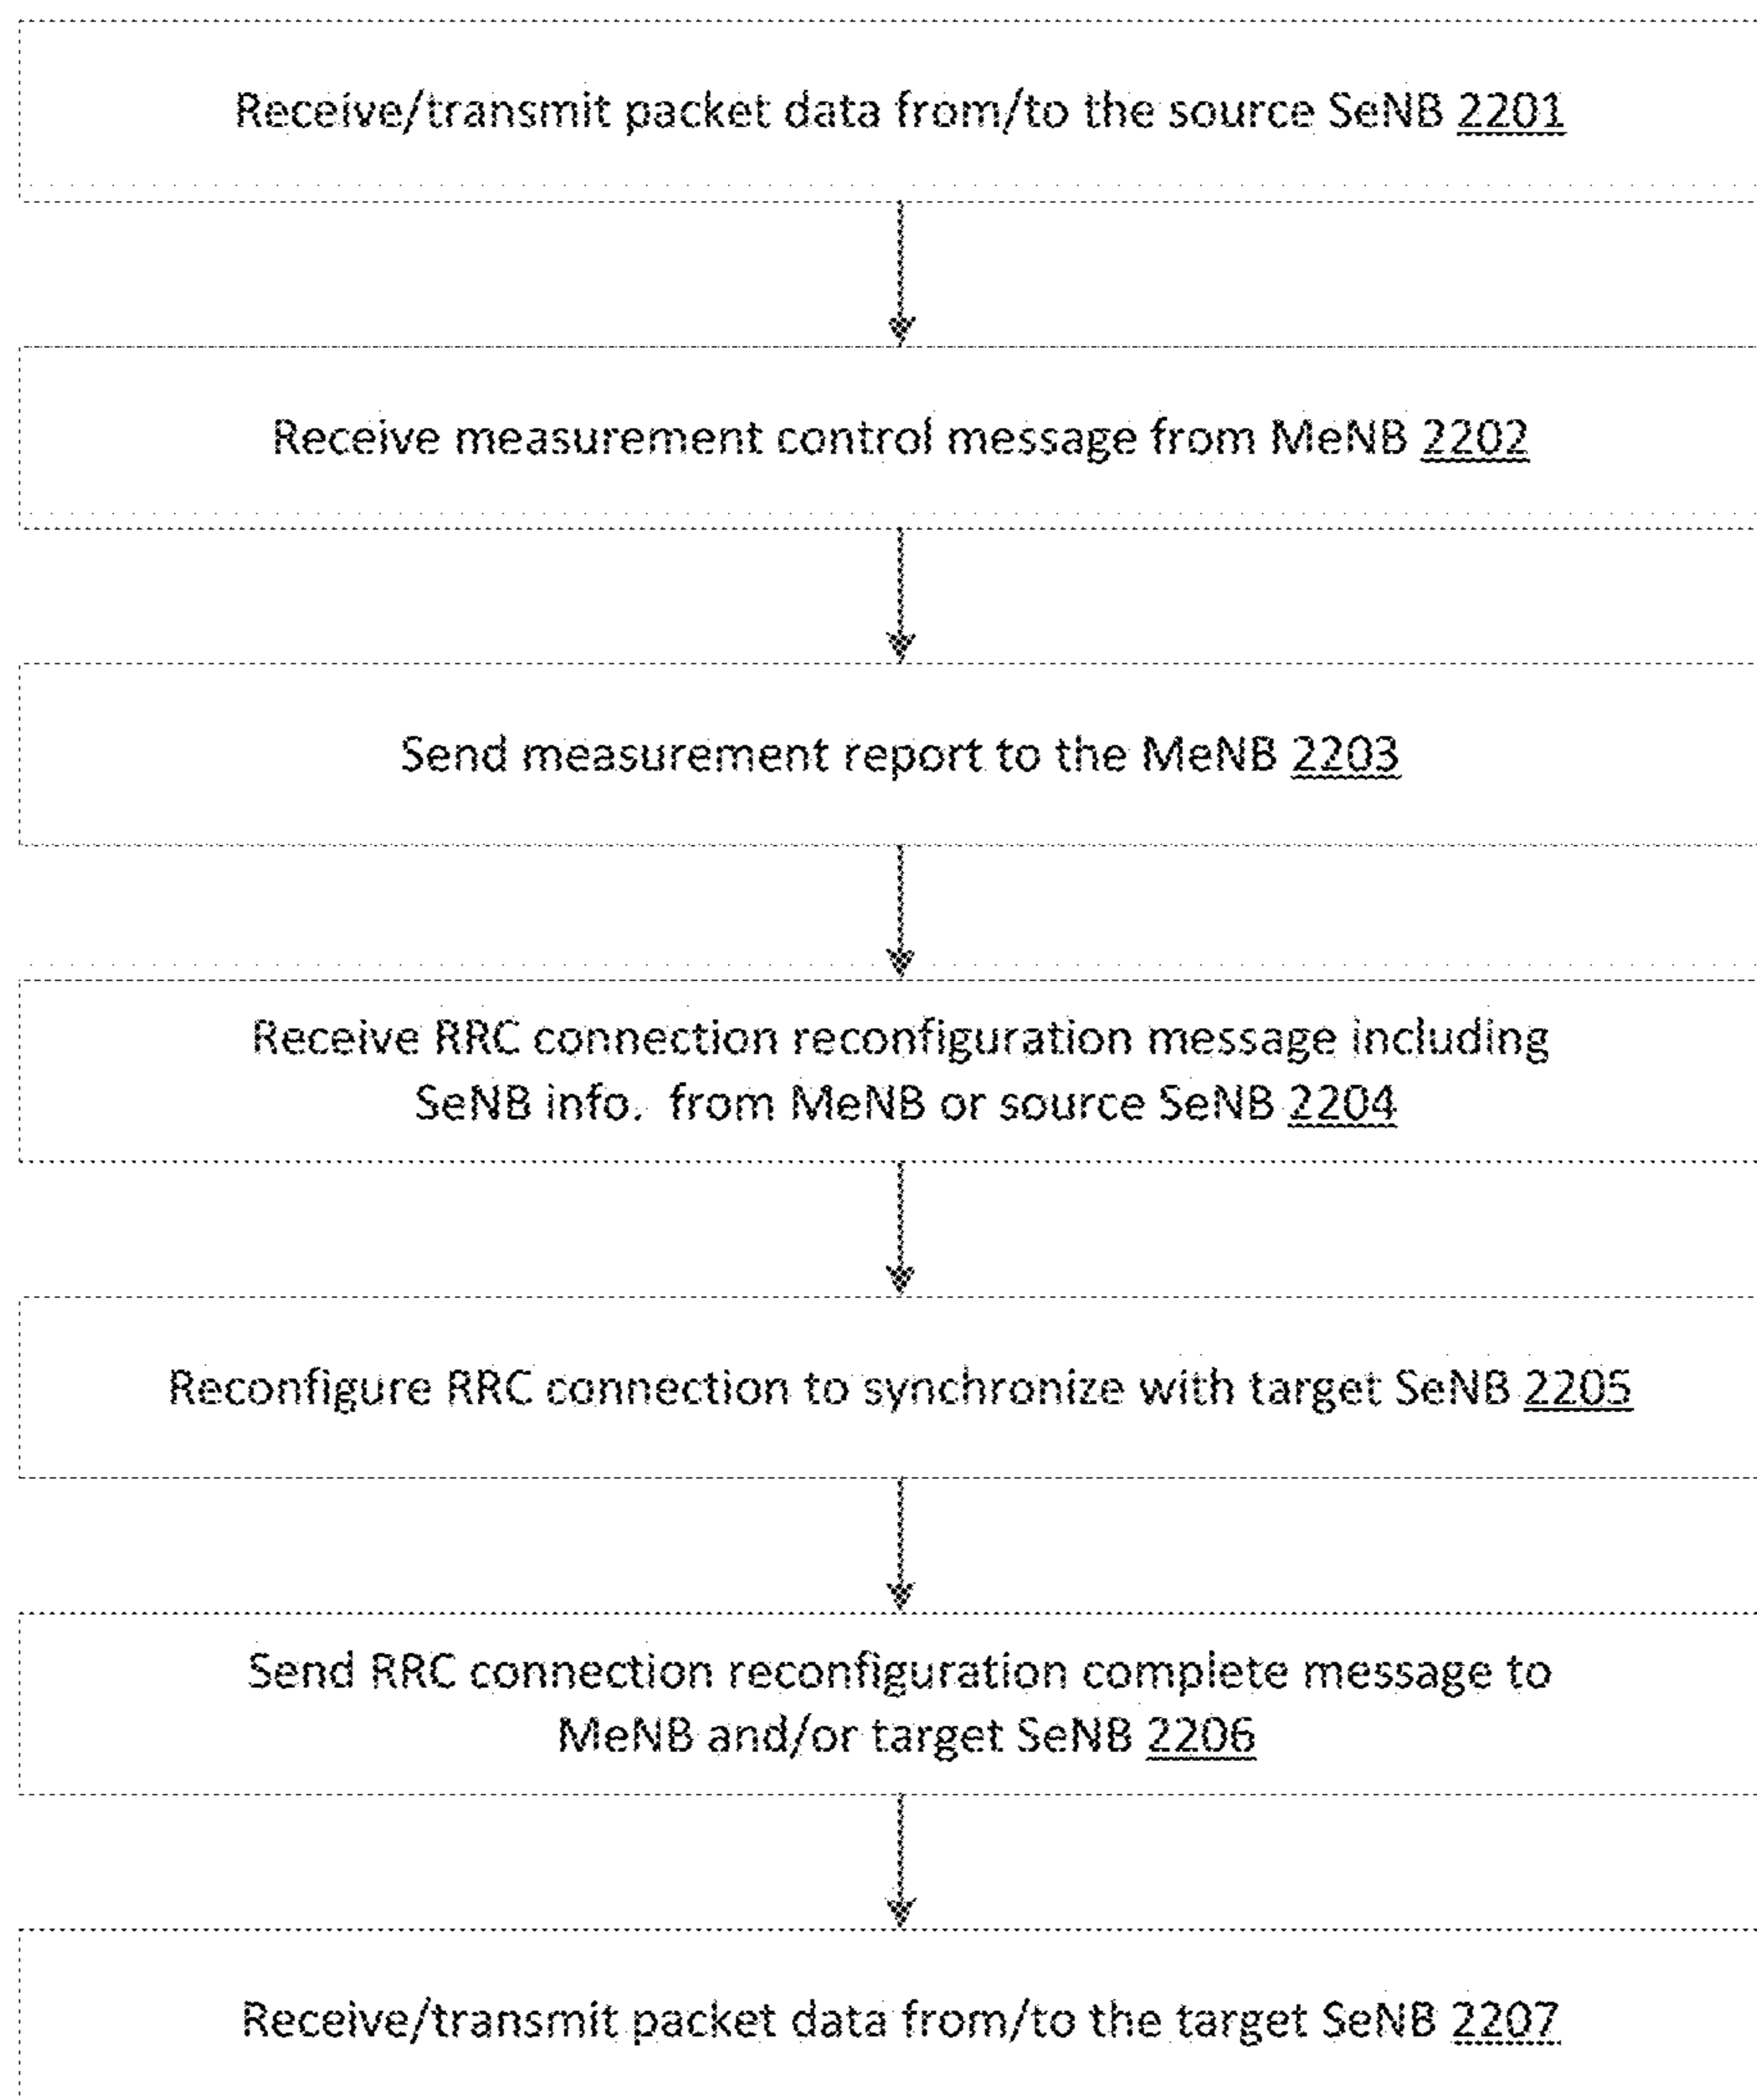 Receive/transmit packet data from/to the source SeNB 2201
Receive measurement control message from MeNB 2202
Send measurement report to the MeNB 2203
Receive RRC connection reconfiguration message including
SeNB info. from MeNB or source SeNB 2204
Reconfigure RRC connection to synchronize with target SeNB 2205
Send RRC connection reconfiguration complete message to
MeNB and/or target SeNB 2206
Receive/transmit packet data from/to the target SeNB 2207